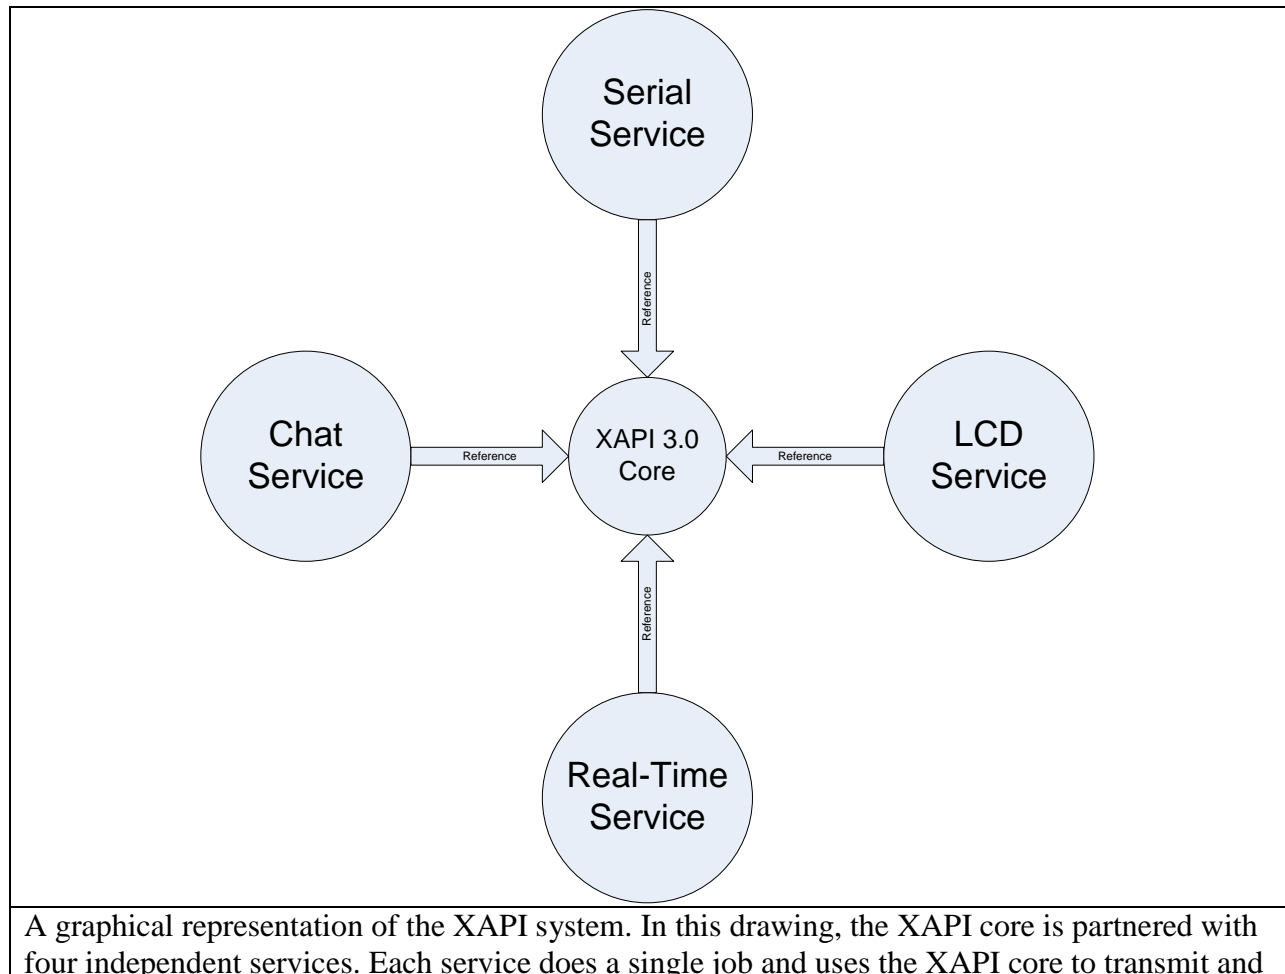 Serial
Service
Reference
Chat
Service
Reference
XAPI 3.0
Core
Reference
LCD
Service
Reference
Real-Time
Service
A graphical representation of the XAPI system. In this drawing, the XAPI core is partnered with
four independent services. Each service does a single job and uses the XAPI core to transmit and